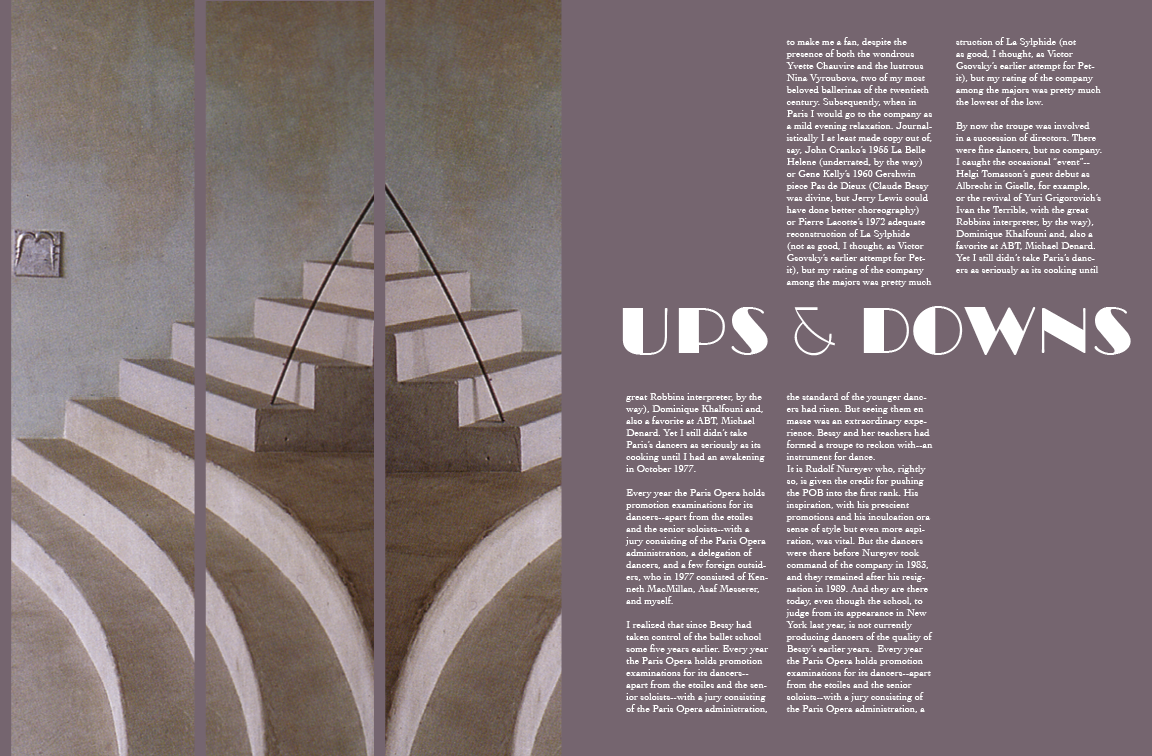 to make me a fan, despite the
presence of both the wondrous
Yvette Chauvire and the lustrous
Nina Vyroubova, two of my most
beloved ballerinas of the twentieth
century. Subsequently, when in
Paris I would go to the company as
a mild evening relaxation. Journal-
istically I at least made copy out of,
say, John Cranko's 1955 La Belle
Helene (underrated, by the way)
or Gene Kelly's 1960 Gershwin
piece Pas de Dieux (Claude Bessy
was divine, but Jerry Lewis could
have done better choreography)
or Pierre Lacotte's 1972 adequate
reconstruction of La Sylphide
(not as good, I thought, as Victor
Gsovsky's earlier attempt for Pet-
it), but my rating of the company
among the majors was pretty much
struction of La Sylphide (not
as good, I thought, as Victor
Gsovsky's earlier attempt for Pet-
it), but my rating of the company
among the majors was pretty much
the lowest of the low.
By now the troupe was involved
in a succession of directors. There
were fine dancers, but no company.
I caught the occasional "event"--
Helgi Tomasson's guest debut as
Albrecht in Giselle, for example,
or the revival of Yuri Grigorovich's
Ivan the Terrible, with the great
Robbins interpreter, by the way),
Dominique Khalfouni and, also a
favorite at ABT, Michael Denard.
Yet I still didn't take Paris's danc-
ers as seriously as its cooking until
UPS & DOWNS
great Robbins interpreter, by the
way), Dominique Khalfouni and,
also a favorite at ABT, Michael
Denard. Yet I still didn't take
Paris's dancers as seriously as its
cooking until I had an awakening
in October 1977.
Every year the Paris Opera holds
promotion examinations for its
dancers--apart from the etoiles
and the senior soloists--with a
jury consisting of the Paris Opera
administration, a delegation of
dancers, and a few foreign outsid-
ers, who in 1977 consisted of Ken-
neth MacMillan, Asaf Messerer,
and myself.
I realized that since Bessy had
taken control of the ballet school
some five years earlier. Every year
the Paris Opera holds promotion
examinations for its dancers--
apart from the etoiles and the sen-
ior soloists--with a jury consisting
of the Paris Opera administration,
the standard of the younger danc-
ers had risen. But seeing them en
masse was an extraordinary expe-
rience. Bessy and her teachers had
formed a troupe to reckon with--an
instrument for dance.
It is Rudolf Nureyev who, rightly
so, is given the credit for pushing
the POB into the first rank. His
inspiration, with his prescient
promotions and his inculcation ora
sense of style but even more aspi-
ration, was vital. But the dancers
were there before Nureyev took
command of the company in 1983,
and they remained after his resig-
nation in 1989. And they are there
today, even though the school, to
judge from its appearance in New
York last year, is not currently
producing dancers of the quality of
Bessy's earlier years.  Every year
the Paris Opera holds promotion
examinations for its dancers--apart
from the etoiles and the senior
soloists--with a jury consisting of
the Paris Opera administration, a